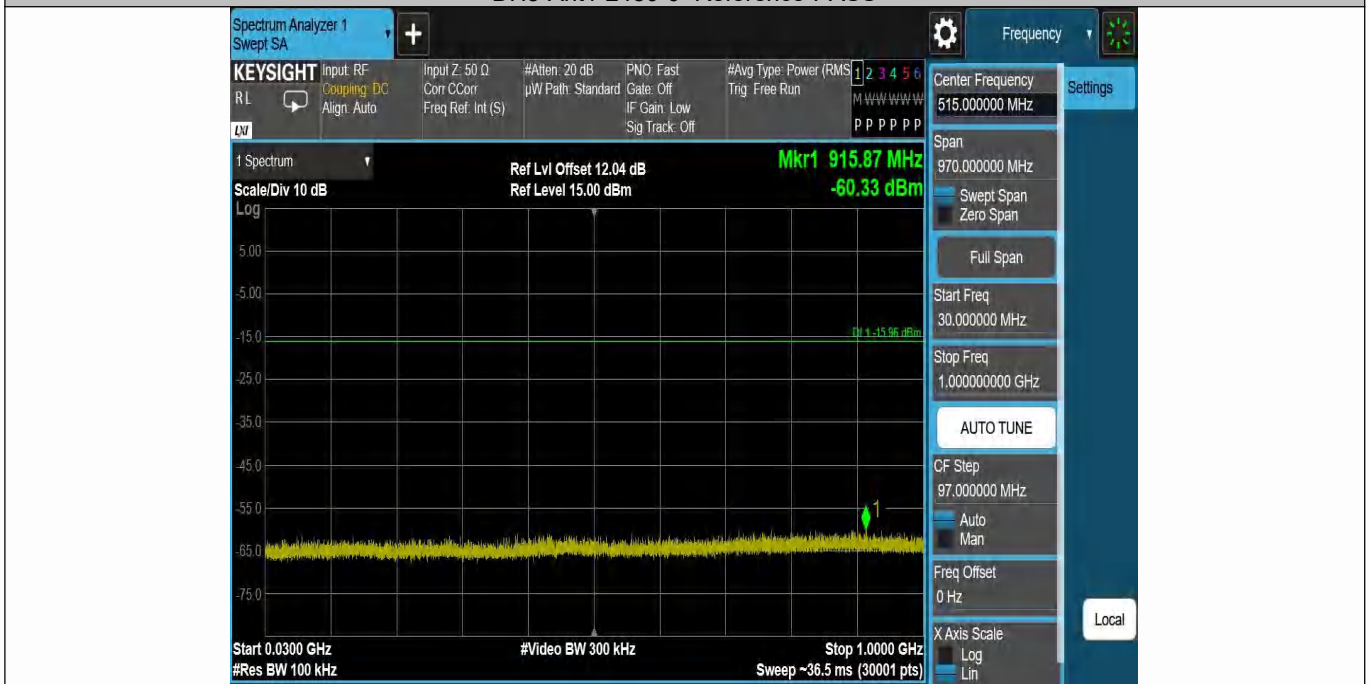 Spectrum Analyzer 1
Swept SA
+
Frequency
KEYSIGHT
RL
LXI
Input: RF
Coupling: DC
Align: Auto
Input Z: 50 Ω
Corr CCorr
Freq Ref: Int (S)
#Atten: 20 dB
µW Path: Standard
PNO: Fast
Gate: Off
IF Gain: Low
Sig Track: Off
#Avg Type: Power (RMS
Trig: Free Run
1 2 3 4 5 6
M W W W W W
P P P P P P
Center Frequency
515.000000 MHz
Settings
Span
970.000000 MHz
Swept Span
Zero Span
Full Span
Start Freq
30.000000 MHz
Stop Freq
1.000000000 GHz
AUTO TUNE
CF Step
97.000000 MHz
Auto
Man
Freq Offset
0 Hz
X Axis Scale
Log
Lin
Local
1 Spectrum
Scale/Div 10 dB
Log
Ref Lvl Offset 12.04 dB
Ref Level 15.00 dBm
Mkr1 915.87 MHz
-60.33 dBm
5.00
-5.00
-15.0
DL1 -15.96 dBm
-25.0
-35.0
-45.0
-55.0
1
-65.0
-75.0
Start 0.0300 GHz
#Res BW 100 kHz
#Video BW 300 kHz
Stop 1.0000 GHz
Sweep ~36.5 ms (30001 pts)